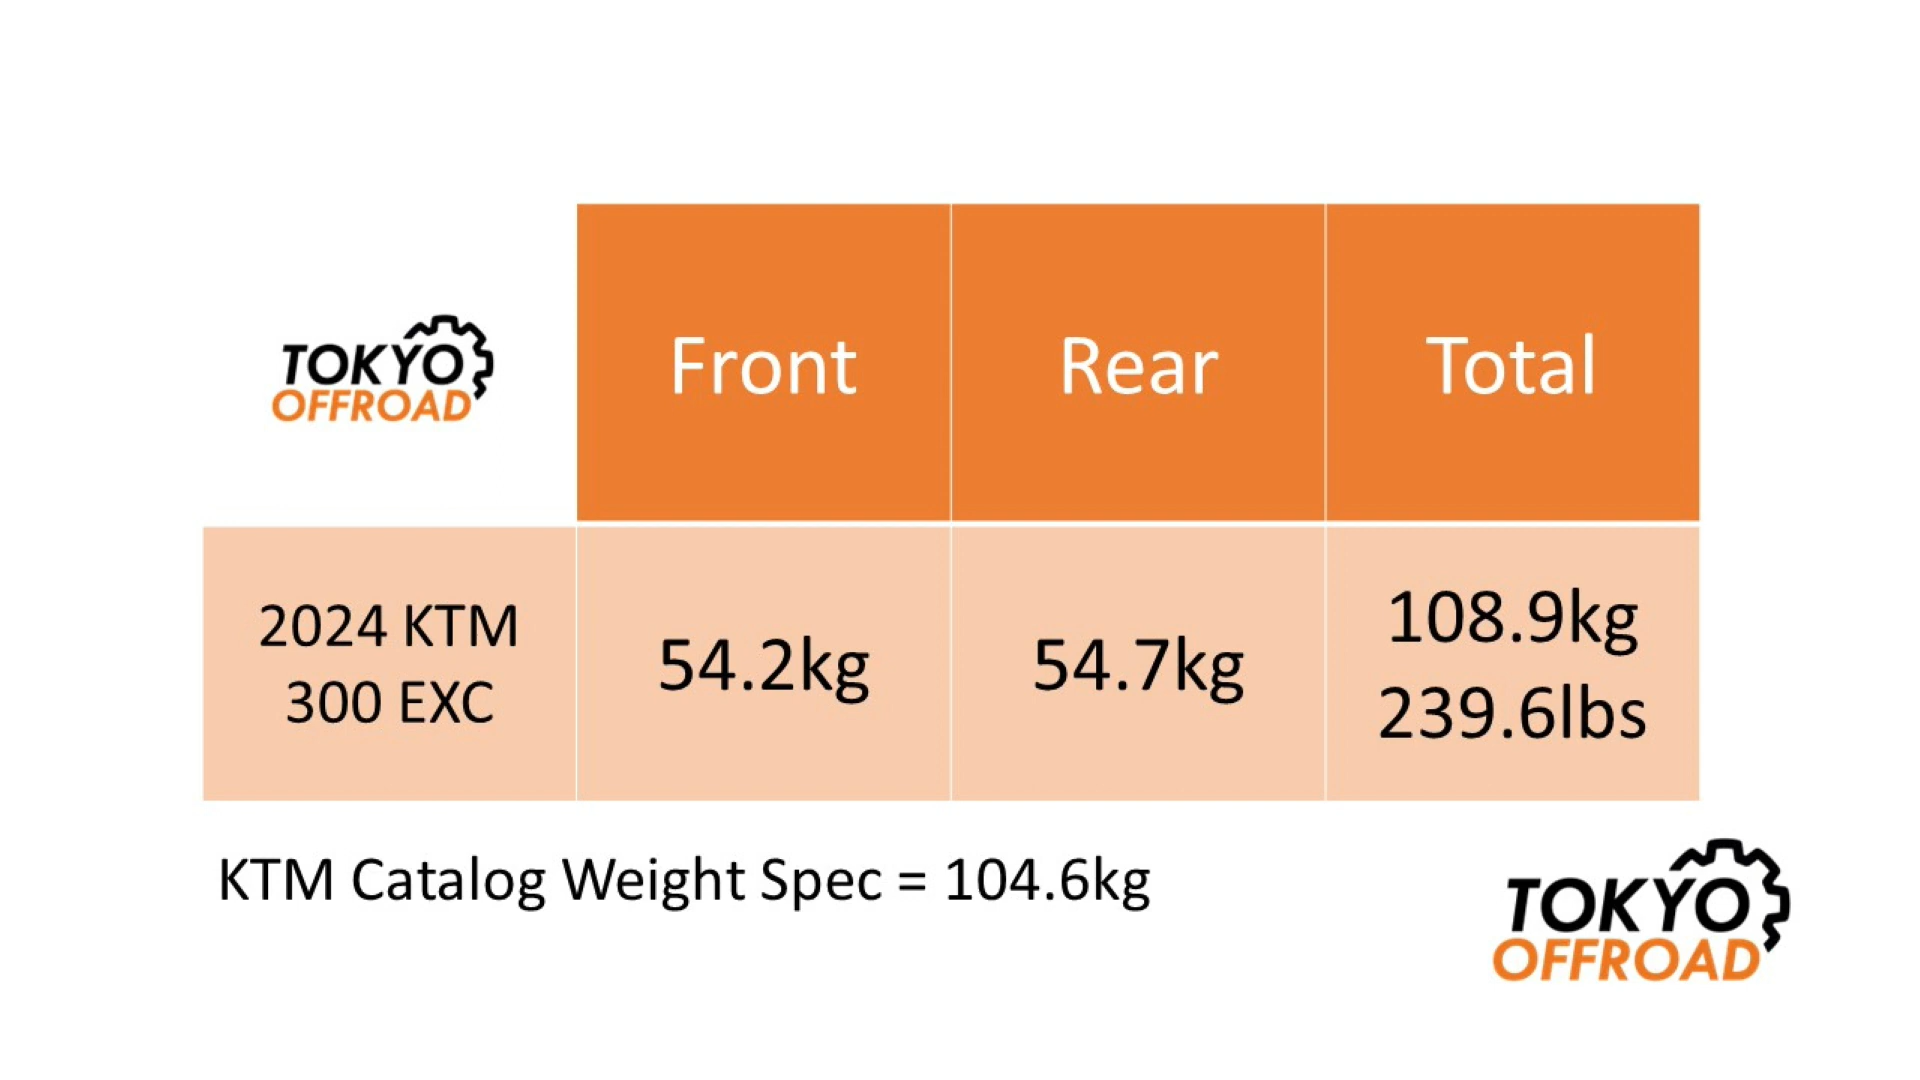 TOKYO
OFFROAD
Front
Rear
Total
2024 KTM
300 EXC
54.2kg
54.7kg
108.9kg
239.6lbs
KTM Catalog Weight Spec = 104.6kg
TOKYO
OFFROAD